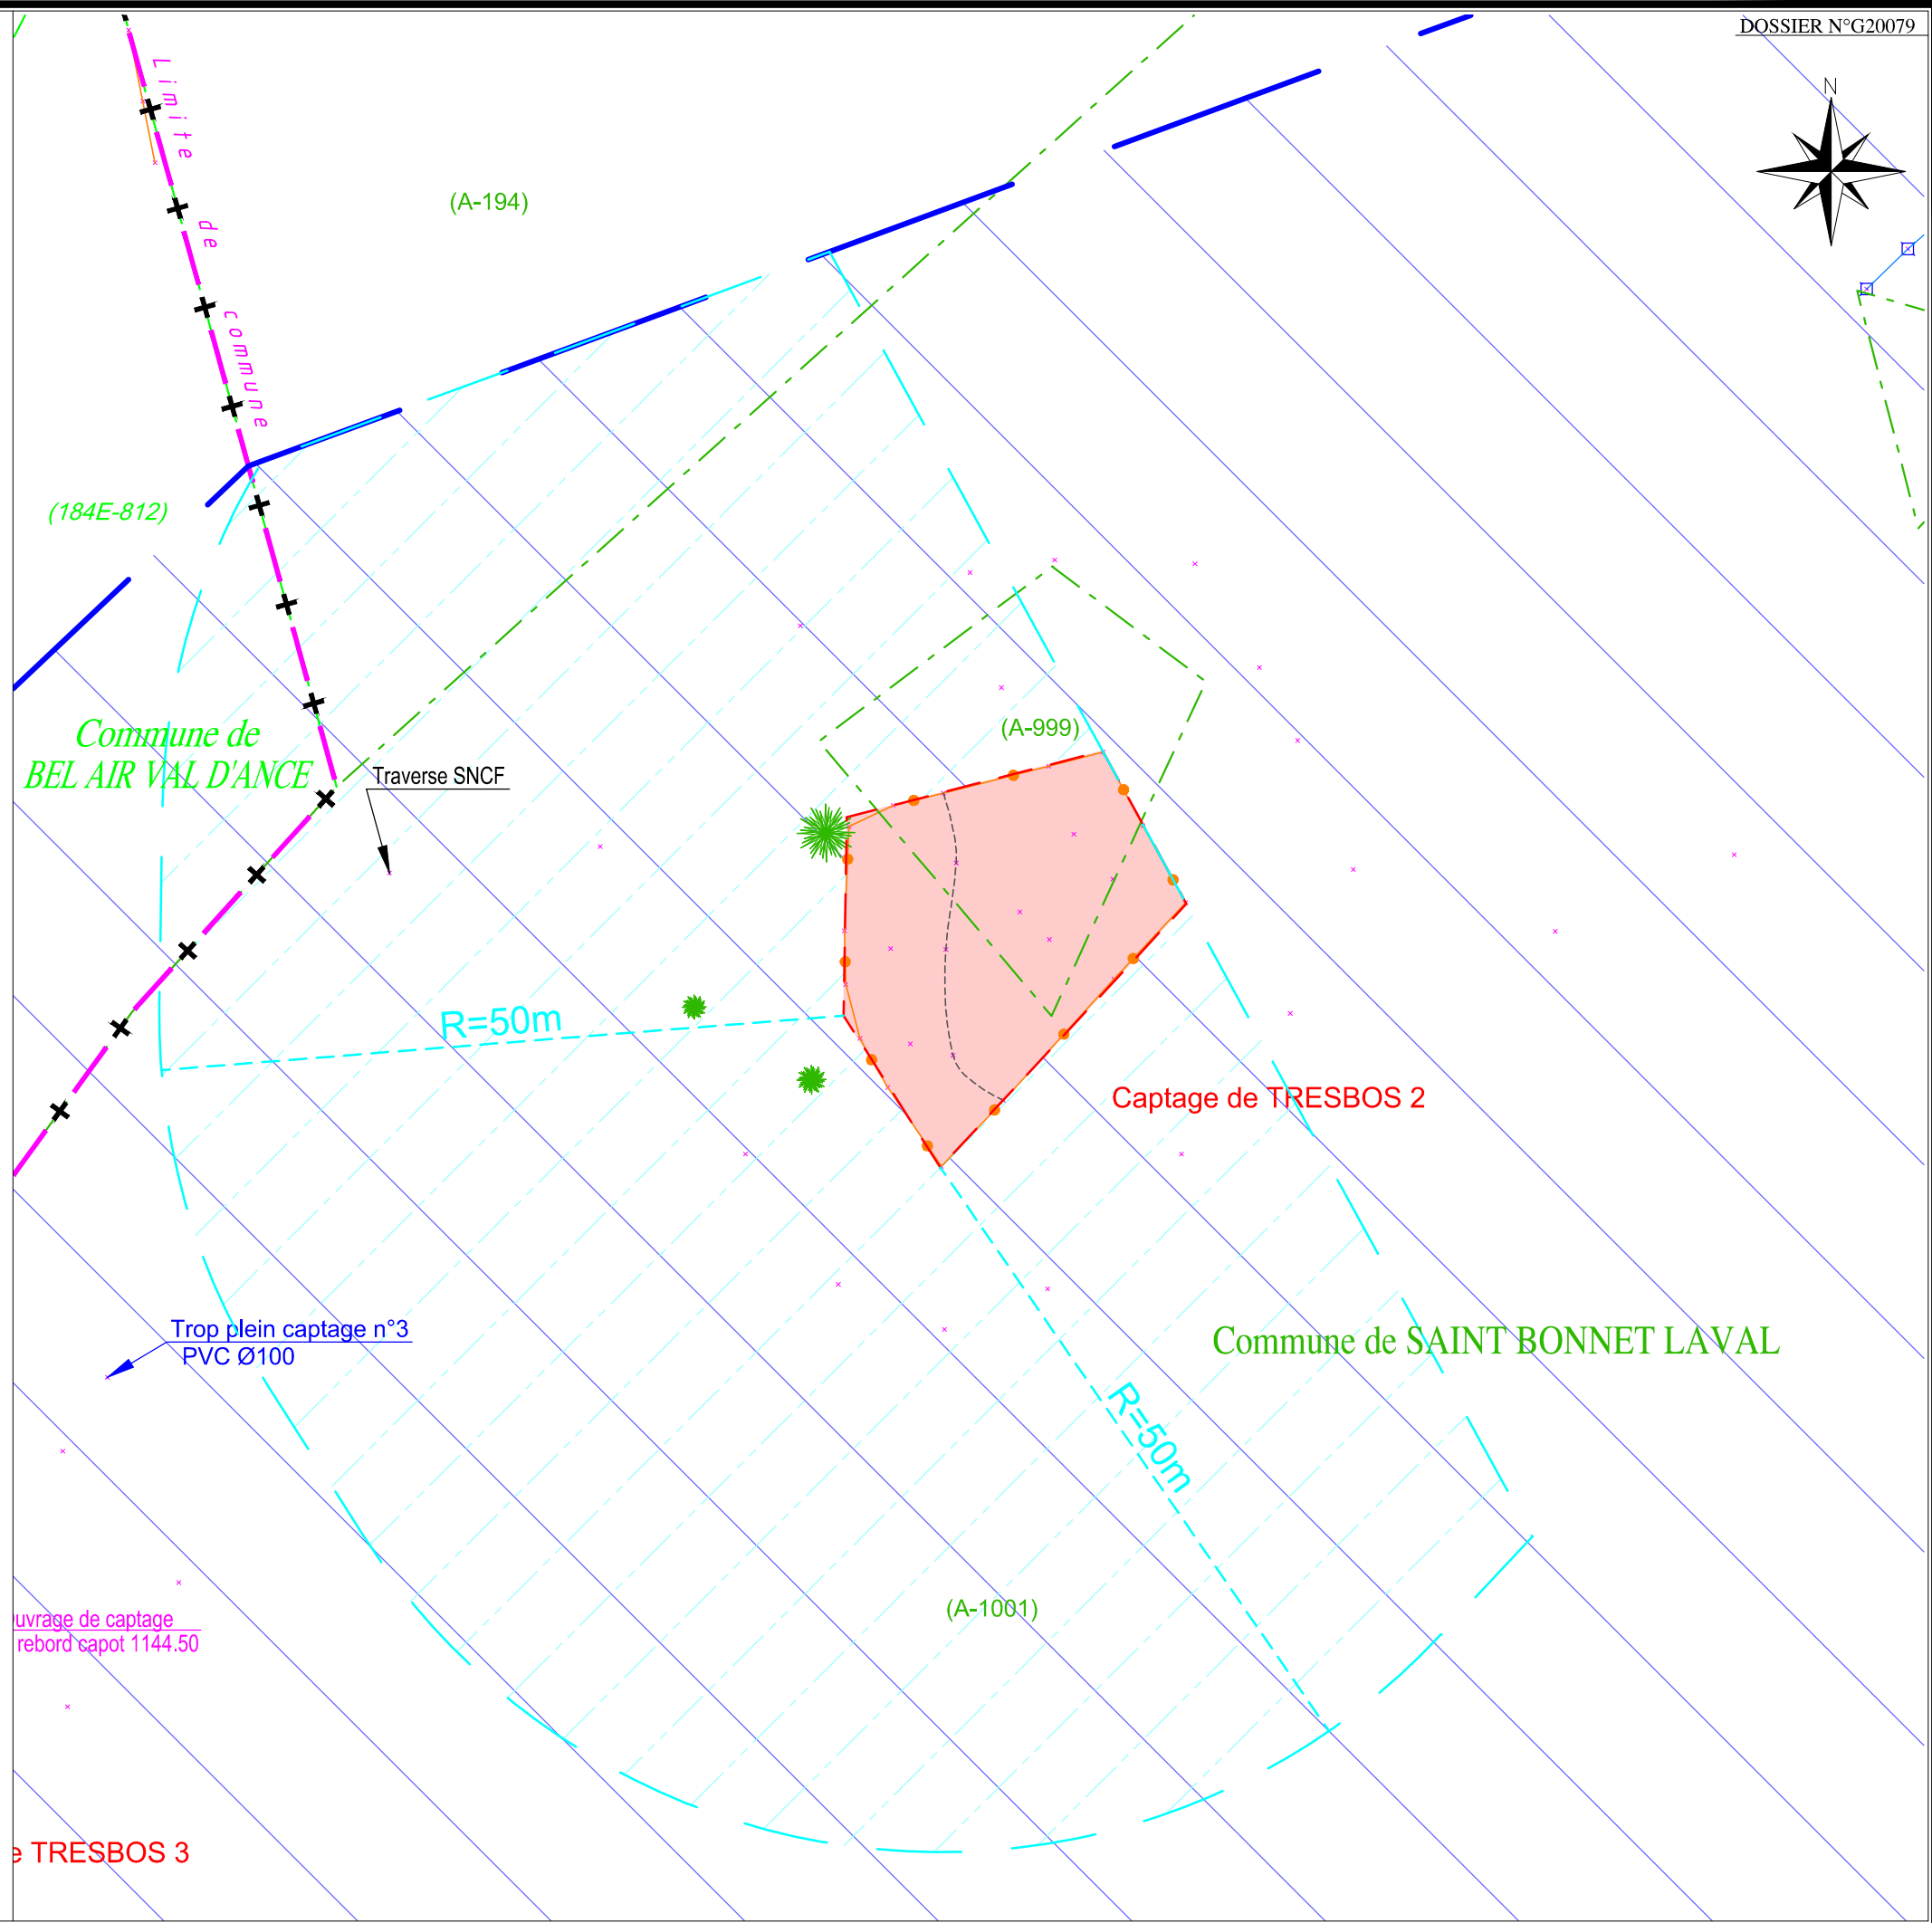 DOSSIER N°G20079
N
Limite de commune
(A-194)
(184E-812)
Commune de
BEL AIR VAL D'ANCE
Traverse SNCF
(A-999)
R=50m
Captage de TRESBOS 2
Trop plein captage n°3
PVC Ø100
Commune de SAINT BONNET LAVAL
R=50m
(A-1001)
uvrage de captage
rebord capot 1144.50
e TRESBOS 3